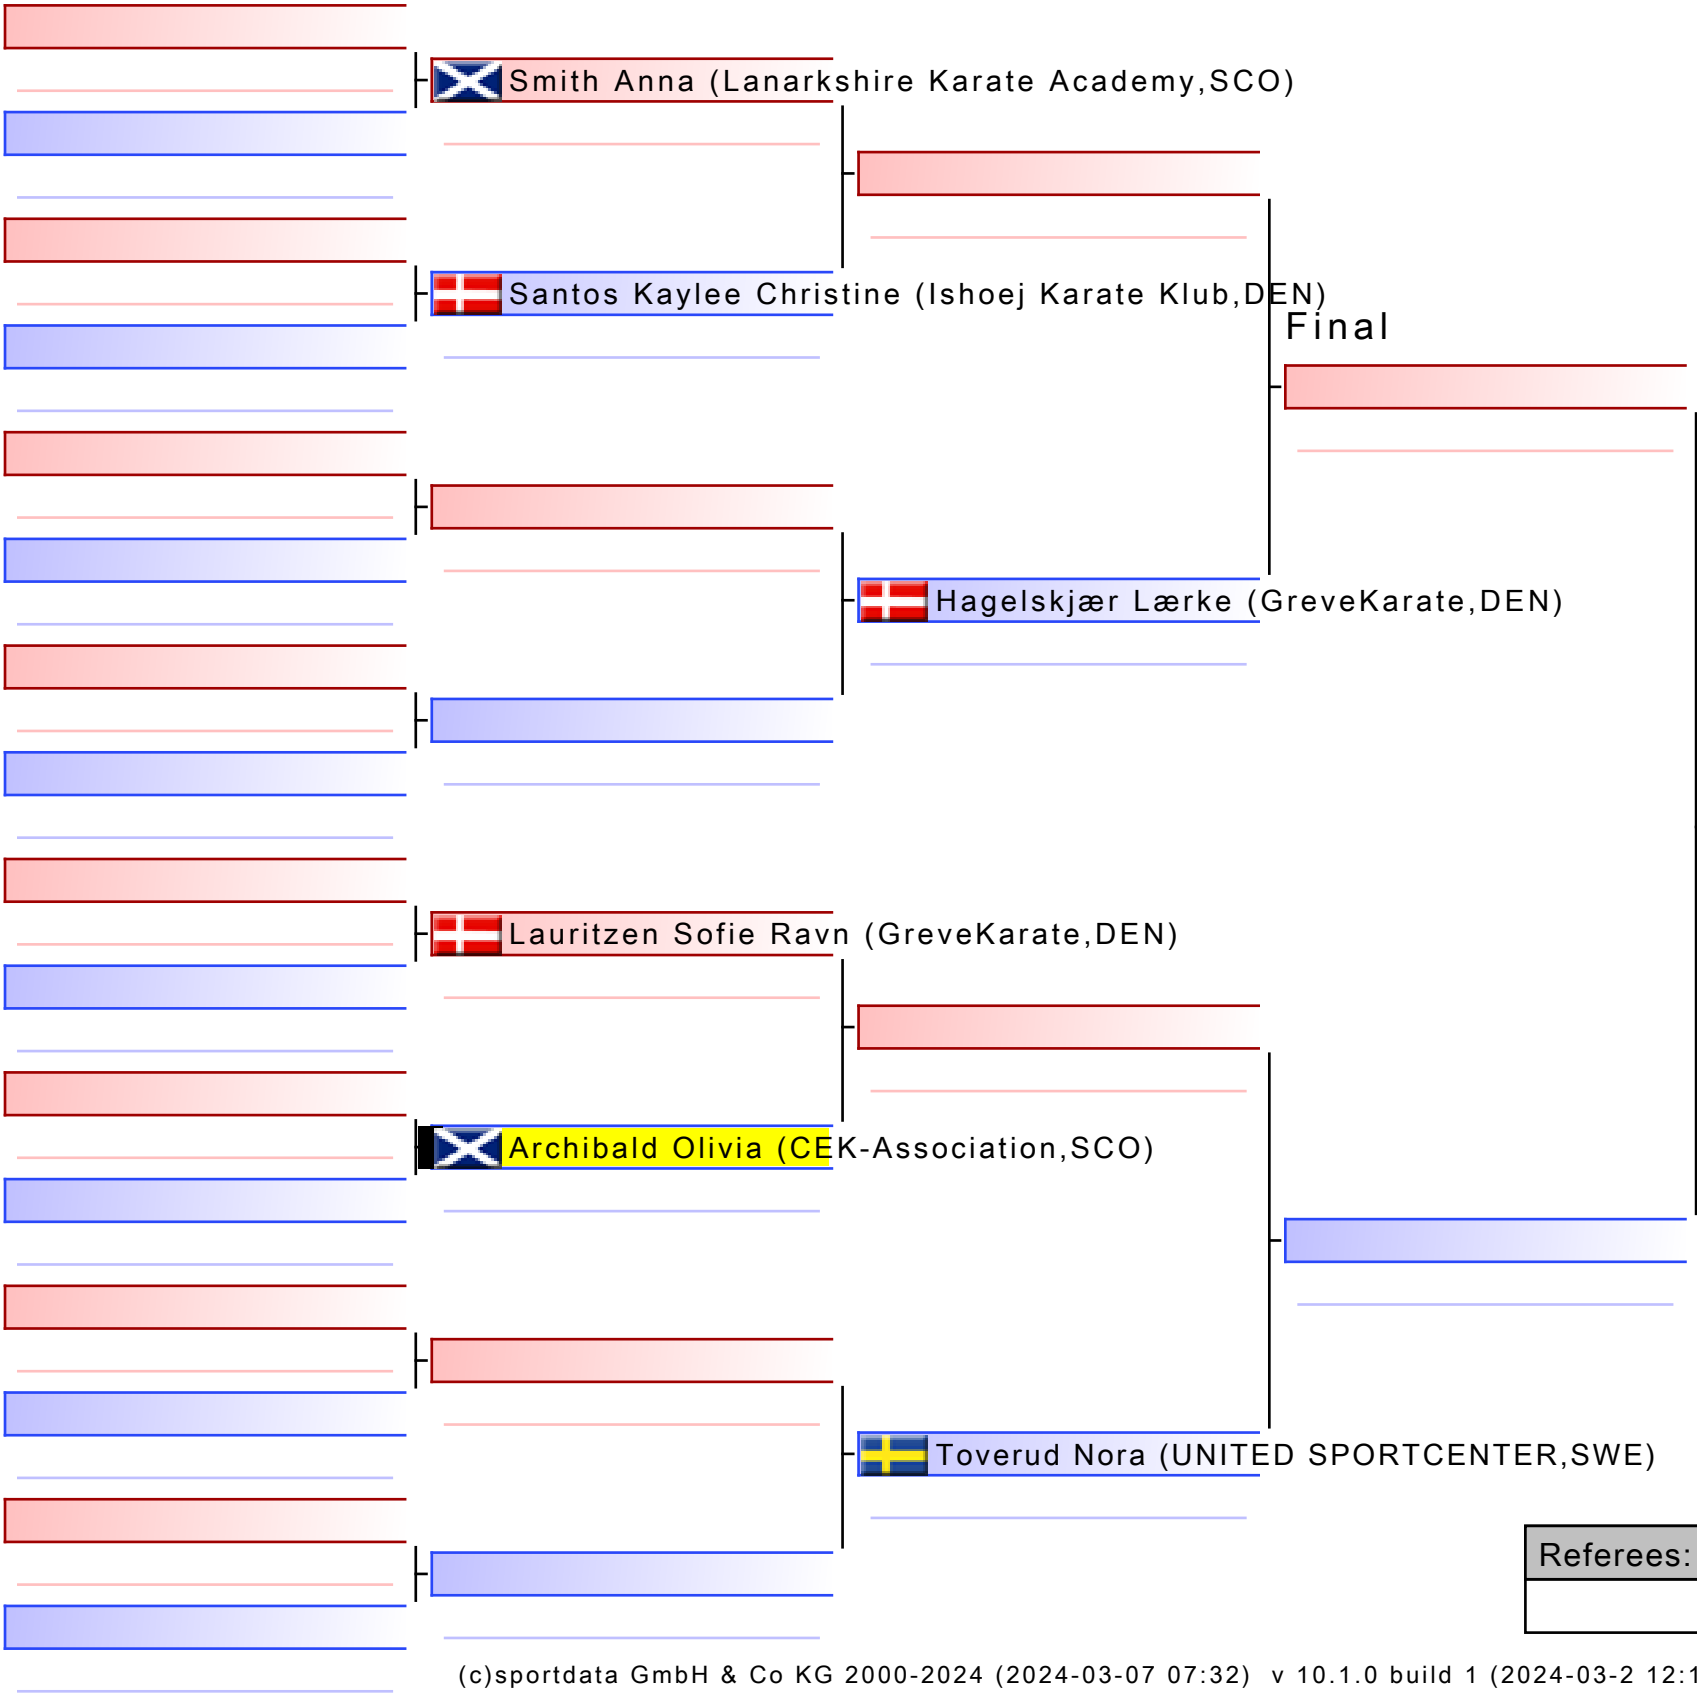 Smith Anna (Lanarkshire Karate Academy,SCO)
Santos Kaylee Christine (Ishoej Karate Klub,DEN)
Final
Hagelskjær Lærke (GreveKarate,DEN)
Lauritzen Sofie Ravn (GreveKarate,DEN)
Archibald Olivia (CEK-Association,SCO)
Toverud Nora (UNITED SPORTCENTER,SWE)
Referees:
(c)sportdata GmbH & Co KG 2000-2024 (2024-03-07 07:32) v 10.1.0 build 1 (2024-03-2 12:1